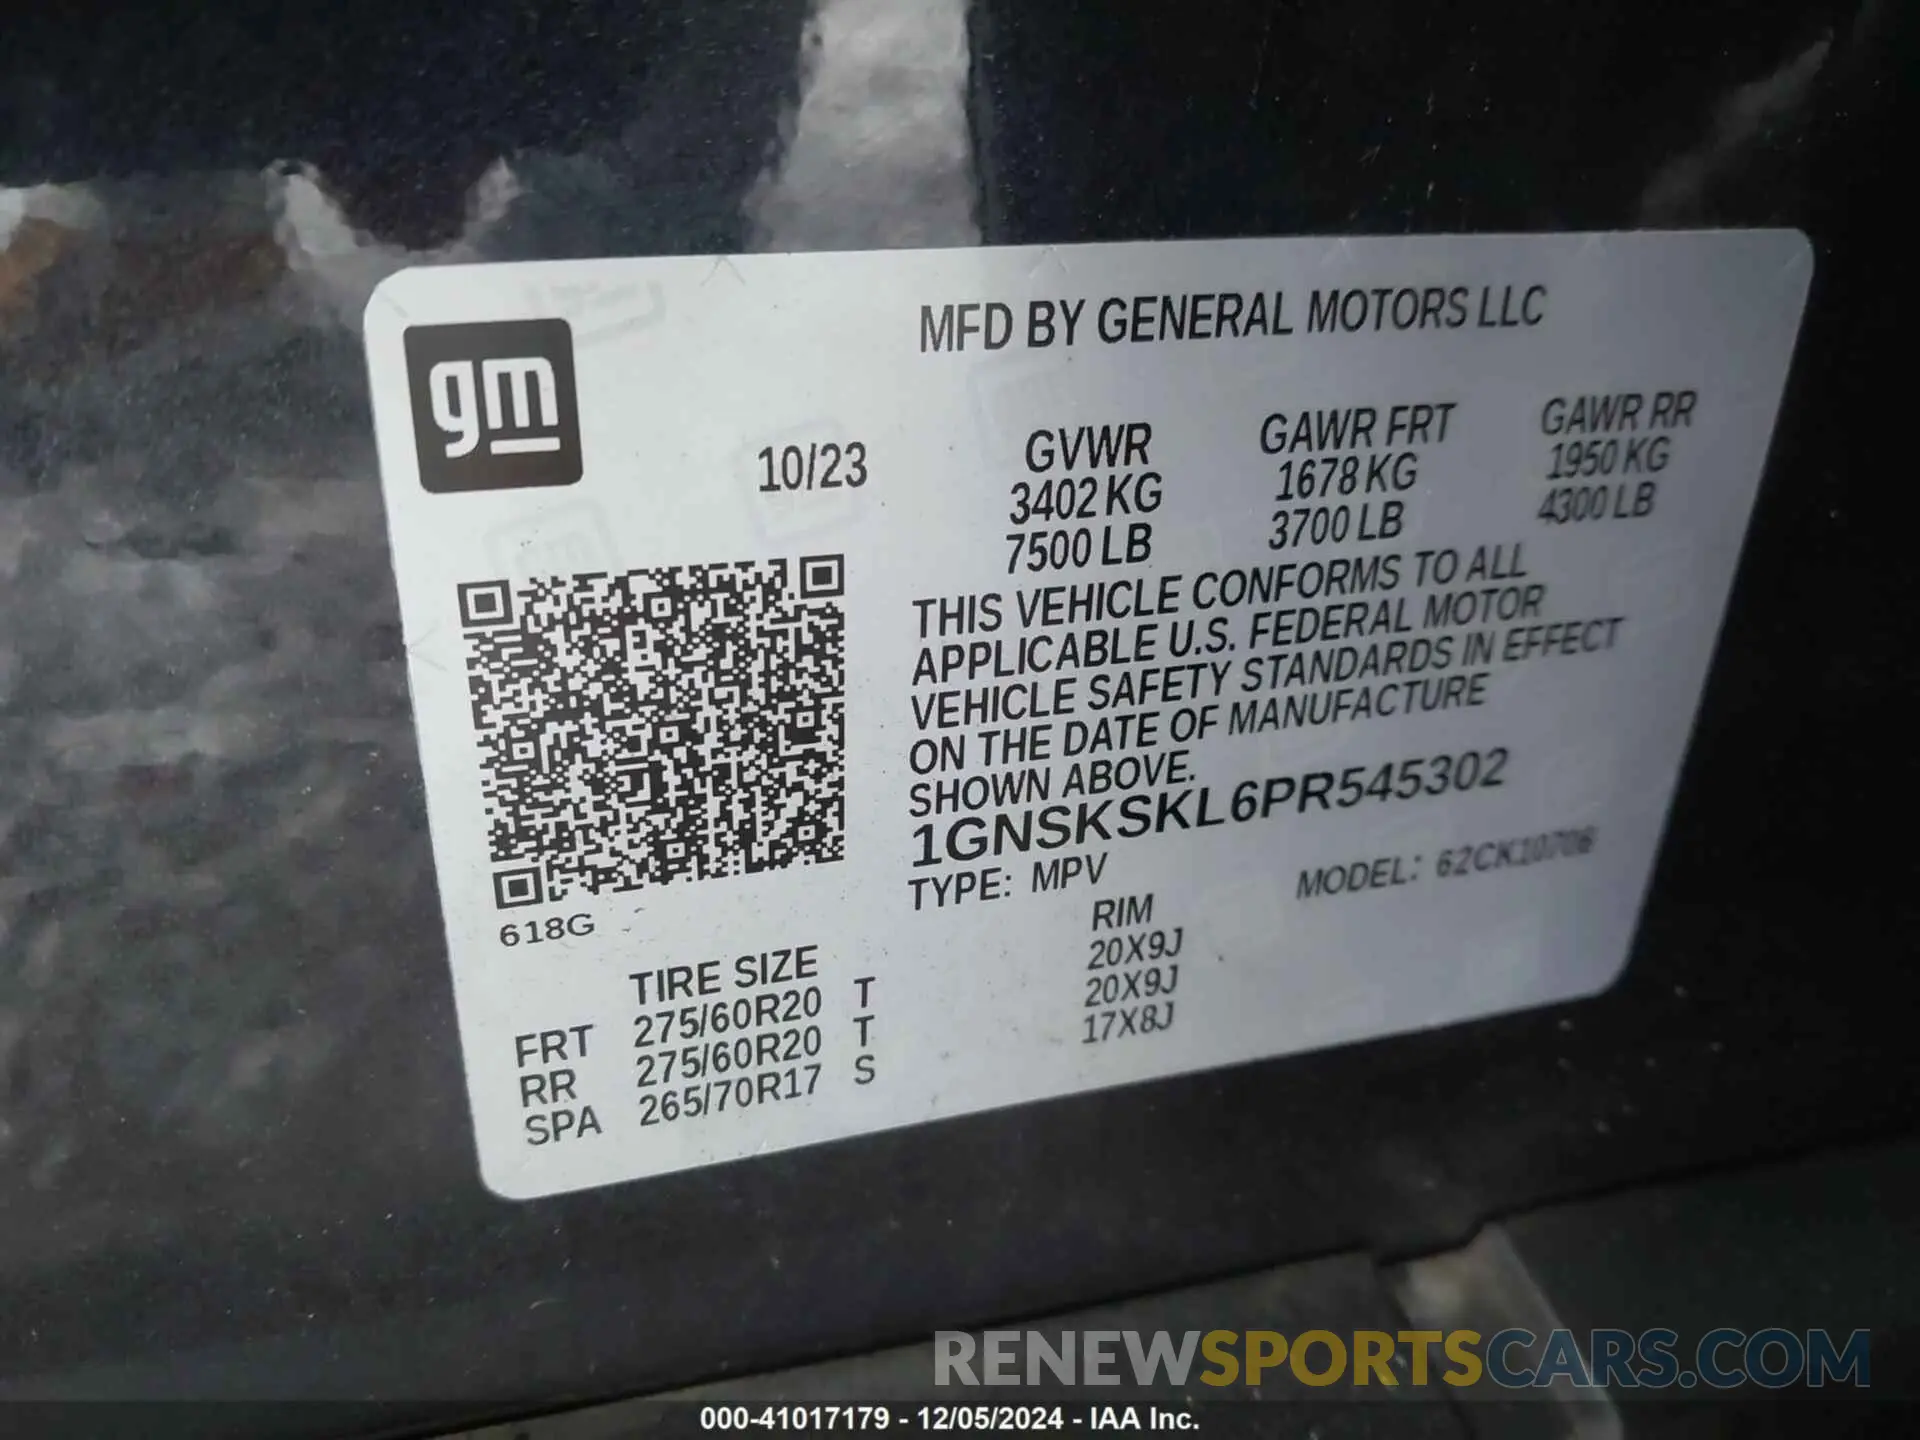 gm
MFD BY GENERAL MOTORS LLC
10/23
GVWR GAWR FRT GAWR RR
3402 KG 1678 KG 1950 KG
7500 LB 3700 LB 4300 LB
THIS VEHICLE CONFORMS TO ALL
APPLICABLE U.S. FEDERAL MOTOR
VEHICLE SAFETY STANDARDS IN EFFECT
ON THE DATE OF MANUFACTURE
SHOWN ABOVE.
1GNSKSKL6PR545302
TYPE: MPV MODEL: 62CK10706
618G
TIRE SIZE RIM
FRT 275/60R20 T 20X9J
RR 275/60R20 T 20X9J
SPA 265/70R17 S 17X8J
RENEWSPORTSCARS.COM
000-41017179 - 12/05/2024 - IAA Inc.